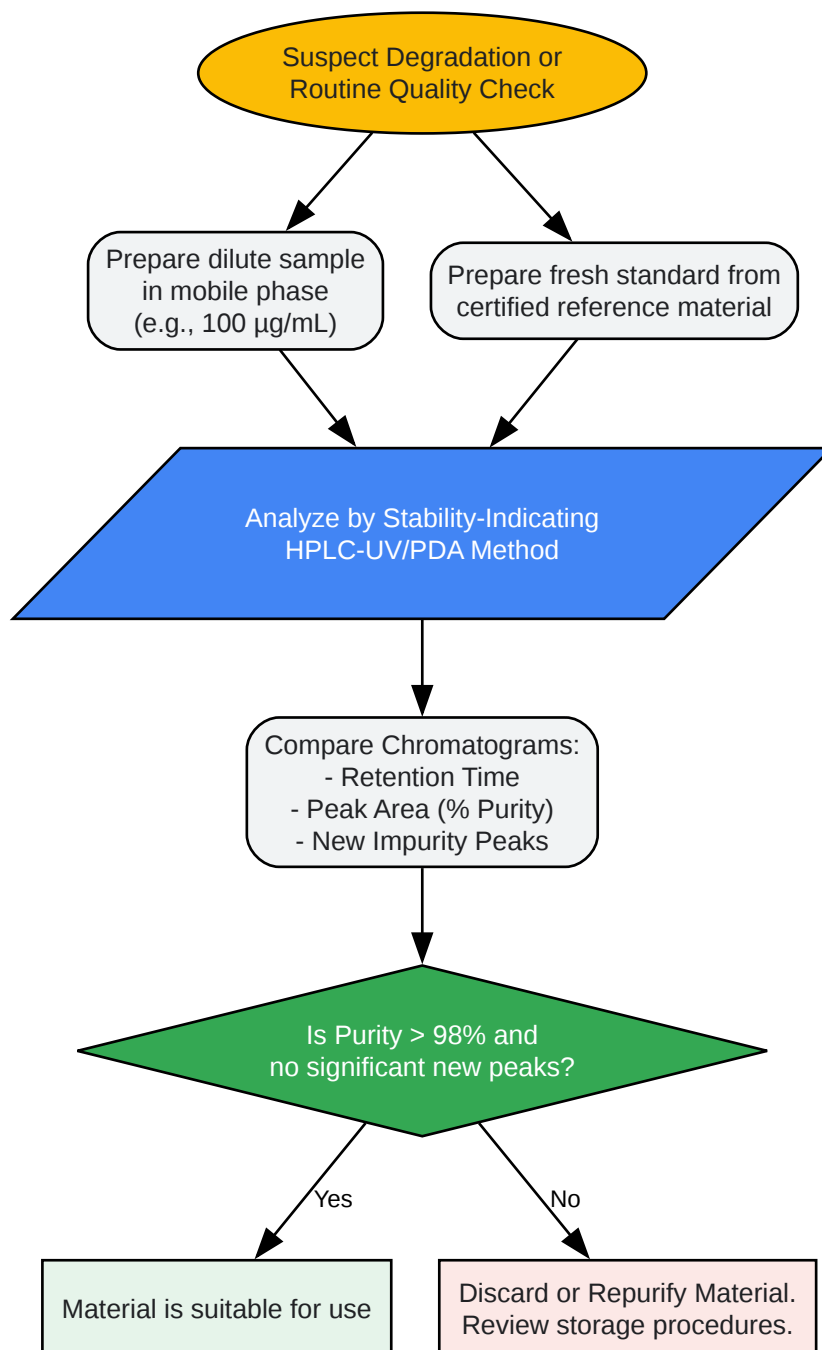 Suspect Degradation or
Routine Quality Check
Prepare dilute sample
in mobile phase
(e.g., 100 µg/mL)
Prepare fresh standard from
certified reference material
Analyze by Stability-Indicating
HPLC-UV/PDA Method
Compare Chromatograms:
- Retention Time
- Peak Area (% Purity)
- New Impurity Peaks
Is Purity > 98% and
no significant new peaks?
Yes
No
Material is suitable for use
Discard or Repurify Material.
Review storage procedures.